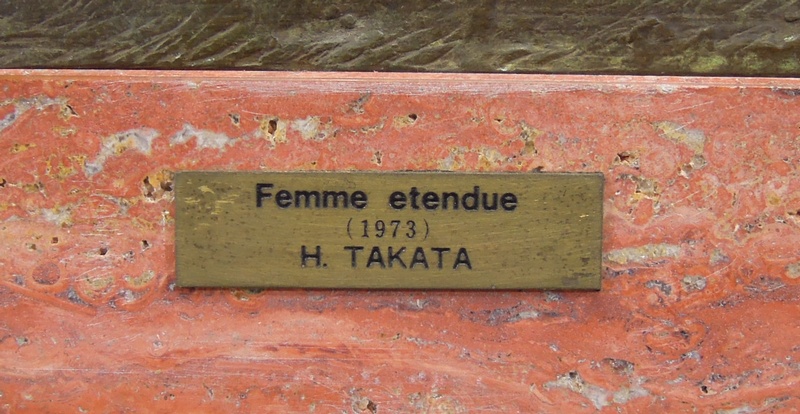 Femme etendue
(1973)
H. TAKATA